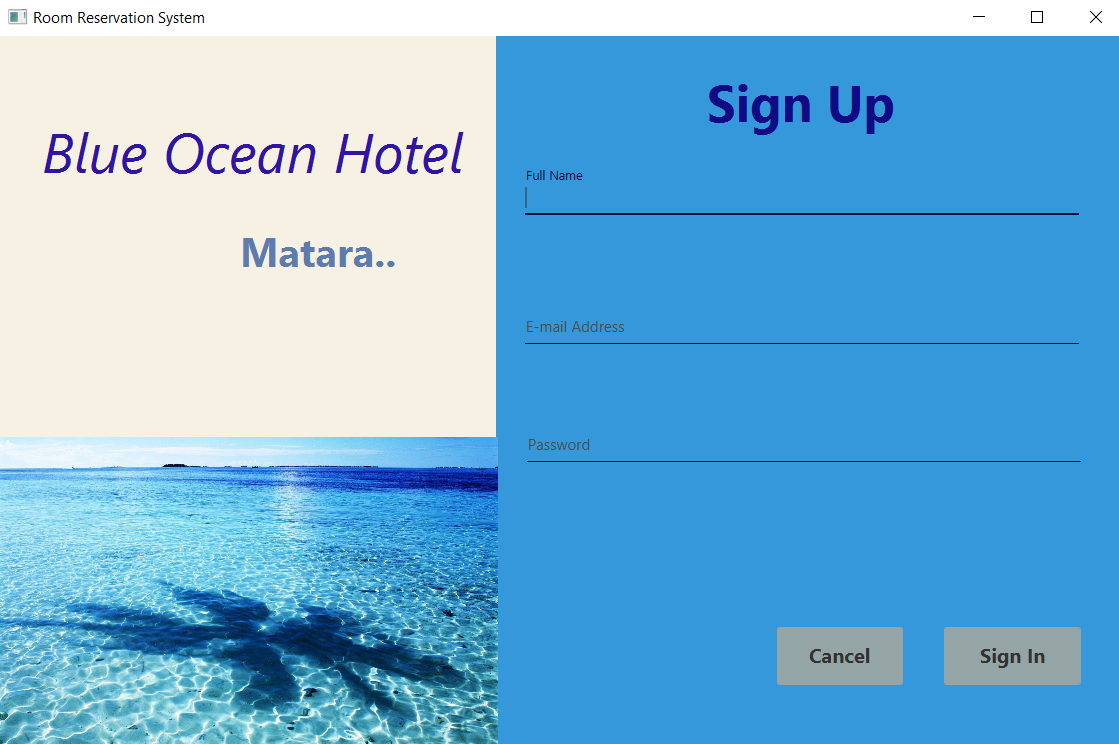 Room Reservation System
Blue Ocean Hotel
Matara..
Sign Up
Full Name
E-mail Address
Password
Cancel
Sign In